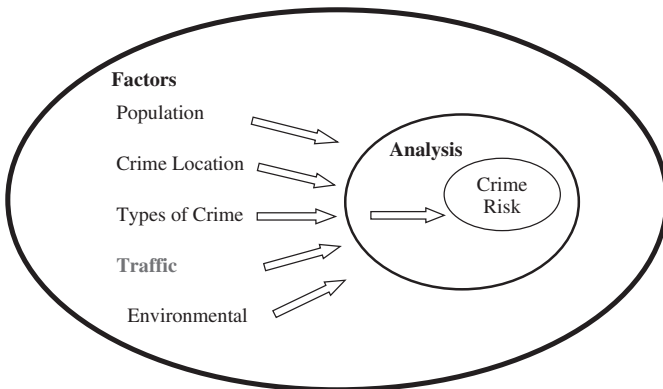 Factors
Population
Crime Location
Types of Crime
Traffic
Environmental
Analysis
Crime
Risk